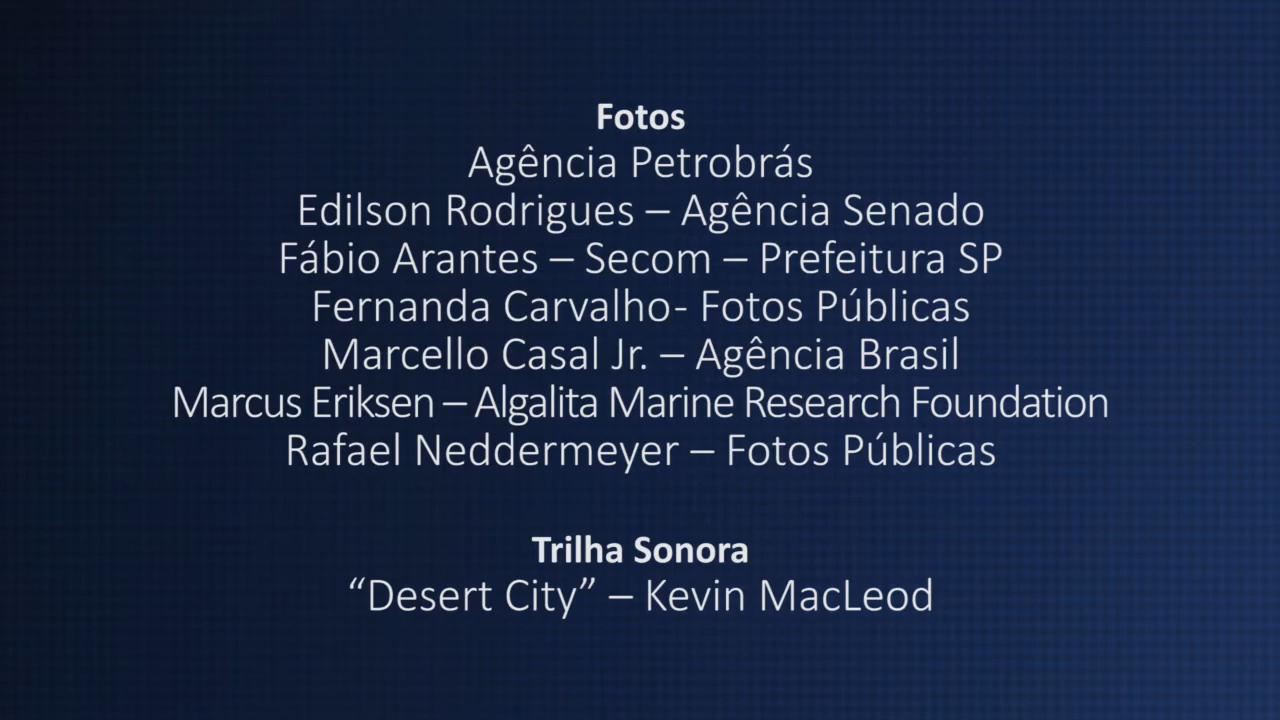 Fotos
Agência Petrobrás
Edilson Rodrigues – Agência Senado
Fábio Arantes – Secom – Prefeitura SP
Fernanda Carvalho- Fotos Públicas
Marcello Casal Jr. – Agência Brasil
Marcus Eriksen – Algalita Marine Research Foundation
Rafael Neddermeyer – Fotos Públicas
Trilha Sonora
“Desert City” – Kevin MacLeod